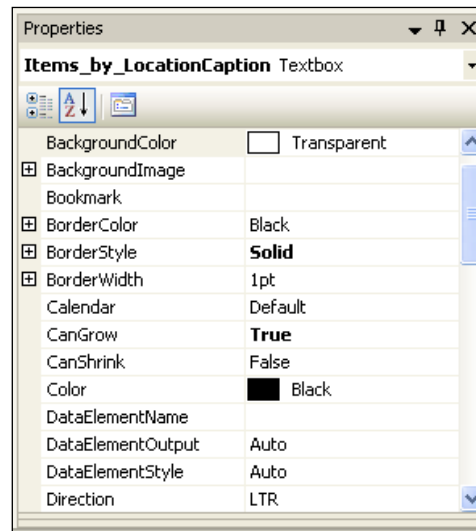 Properties
Items_by_LocationCaption Textbox
A
Z
BackgroundColor Transparent
BackgroundImage
Bookmark
BorderColor Black
BorderStyle Solid
BorderWidth 1pt
Calendar Default
CanGrow True
CanShrink False
Color Black
DataElementName
DataElementOutput Auto
DataElementStyle Auto
Direction LTR